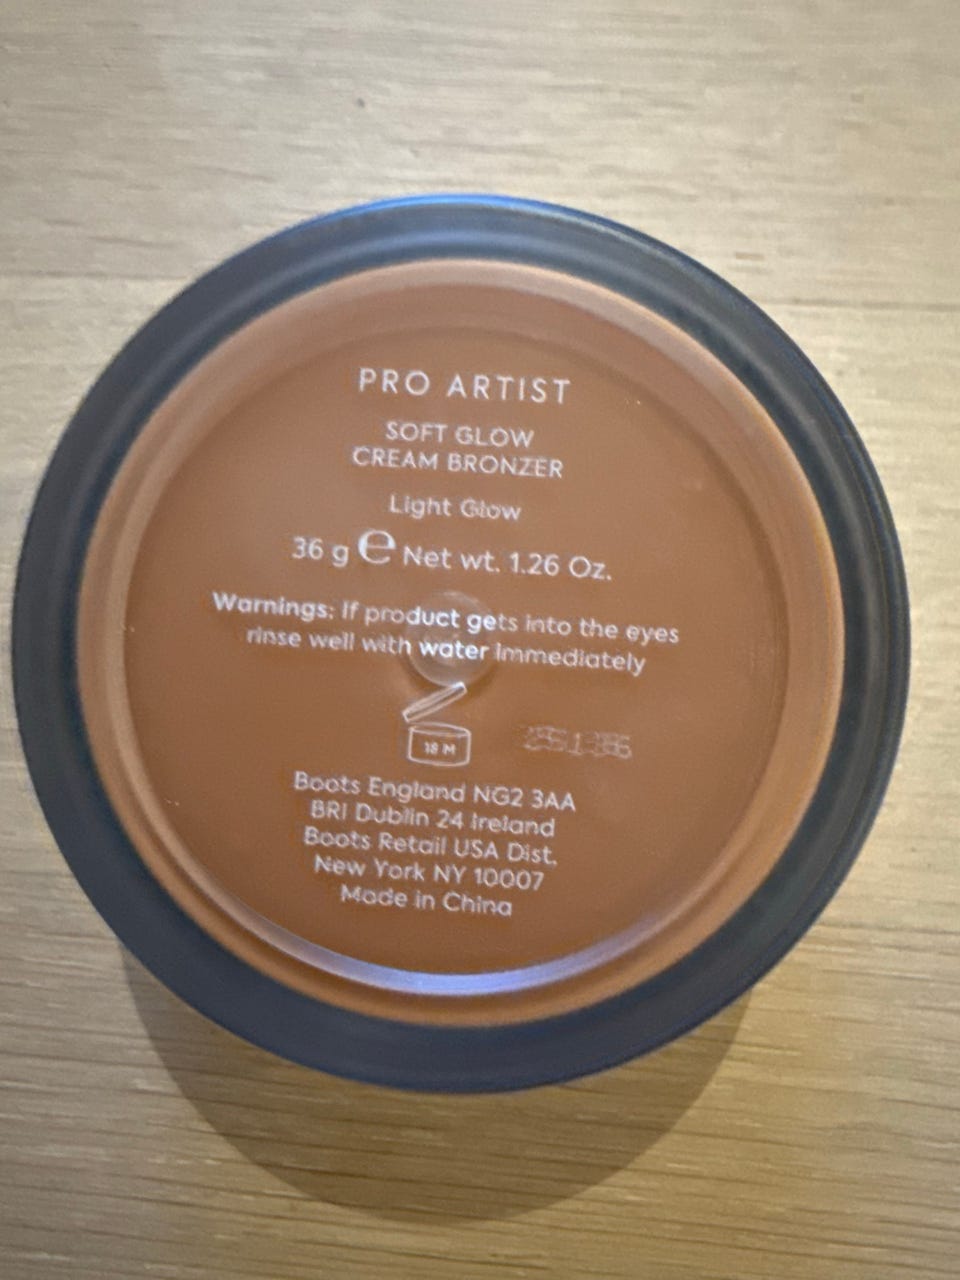 PRO ARTIST
SOFT GLOW
CREAM BRONZER
Light Glow
36 g ℮ Net wt. 1.26 Oz.
Warnings: If product gets into the eyes
rinse well with water immediately
18 M
Boots England NG2 3AA
BRI Dublin 24 Ireland
Boots Retail USA Dist.
New York NY 10007
Made in China